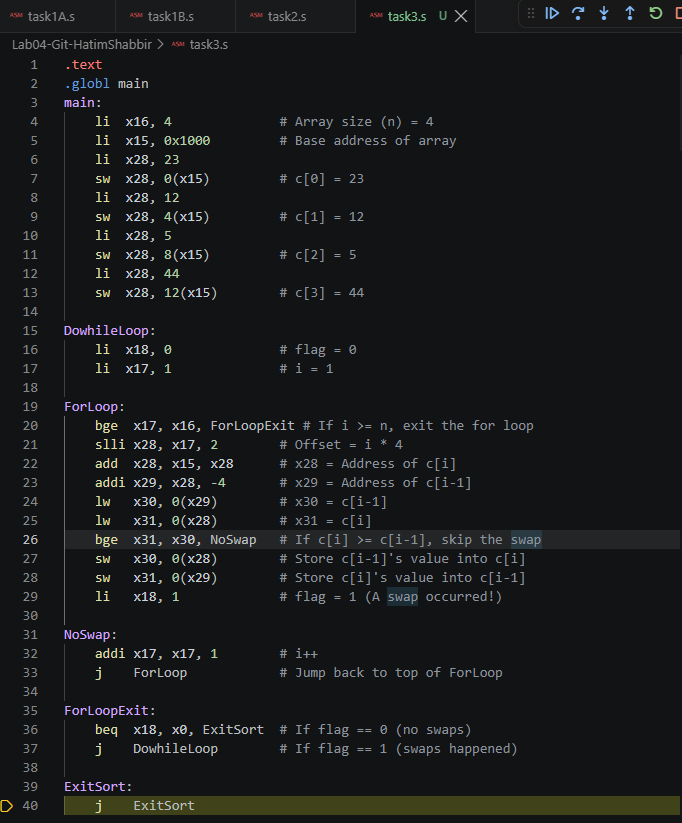 ASM task1A.s ASM task1B.s ASM task2.s ASM task3.s U
Lab04-Git-HatimShabbir > ASM task3.s
1 .text
2 .globl main
3 main:
4 li x16, 4 # Array size (n) = 4
5 li x15, 0x1000 # Base address of array
6 li x28, 23
7 sw x28, 0(x15) # c[0] = 23
8 li x28, 12
9 sw x28, 4(x15) # c[1] = 12
10 li x28, 5
11 sw x28, 8(x15) # c[2] = 5
12 li x28, 44
13 sw x28, 12(x15) # c[3] = 44
14
15 DowhileLoop:
16 li x18, 0 # flag = 0
17 li x17, 1 # i = 1
18
19 ForLoop:
20 bge x17, x16, ForLoopExit # If i >= n, exit the for loop
21 slli x28, x17, 2 # Offset = i * 4
22 add x28, x15, x28 # x28 = Address of c[i]
23 addi x29, x28, -4 # x29 = Address of c[i-1]
24 lw x30, 0(x29) # x30 = c[i-1]
25 lw x31, 0(x28) # x31 = c[i]
26 bge x31, x30, NoSwap # If c[i] >= c[i-1], skip the swap
27 sw x30, 0(x28) # Store c[i-1]'s value into c[i]
28 sw x31, 0(x29) # Store c[i]'s value into c[i-1]
29 li x18, 1 # flag = 1 (A swap occurred!)
30
31 NoSwap:
32 addi x17, x17, 1 # i++
33 j ForLoop # Jump back to top of ForLoop
34
35 ForLoopExit:
36 beq x18, x0, ExitSort # If flag == 0 (no swaps)
37 j DowhileLoop # If flag == 1 (swaps happened)
38
39 ExitSort:
40 j ExitSort